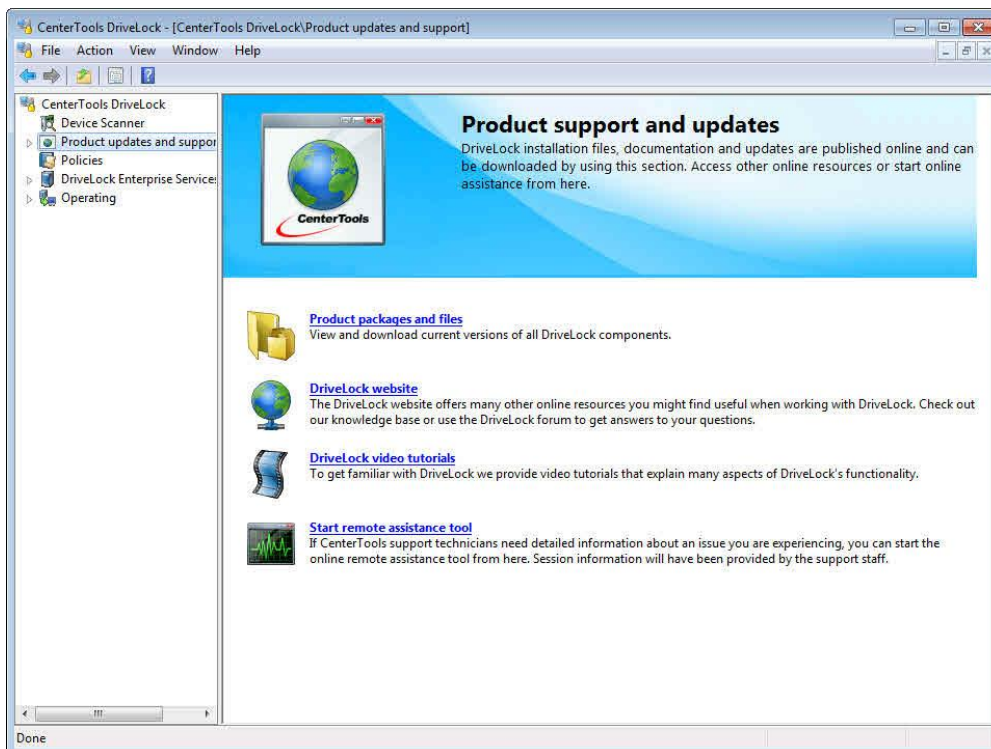 CenterTools DriveLock - [CenterTools DriveLock\Product updates and support]
File Action View Window Help
CenterTools DriveLock
Device Scanner
Product updates and suppor
Policies
DriveLock Enterprise Services
Operating
CenterTools
Product support and updates
DriveLock installation files, documentation and updates are published online and can
be downloaded by using this section. Access other online resources or start online
assistance from here.
Product packages and files
View and download current versions of all DriveLock components.
DriveLock website
The DriveLock website offers many other online resources you might find useful when working with DriveLock. Check out
our knowledge base or use the DriveLock forum to get answers to your questions.
DriveLock video tutorials
To get familiar with DriveLock we provide video tutorials that explain many aspects of DriveLock's functionality.
Start remote assistance tool
If CenterTools support technicians need detailed information about an issue you are experiencing, you can start the
online remote assistance tool from here. Session information will have been provided by the support staff.
Done